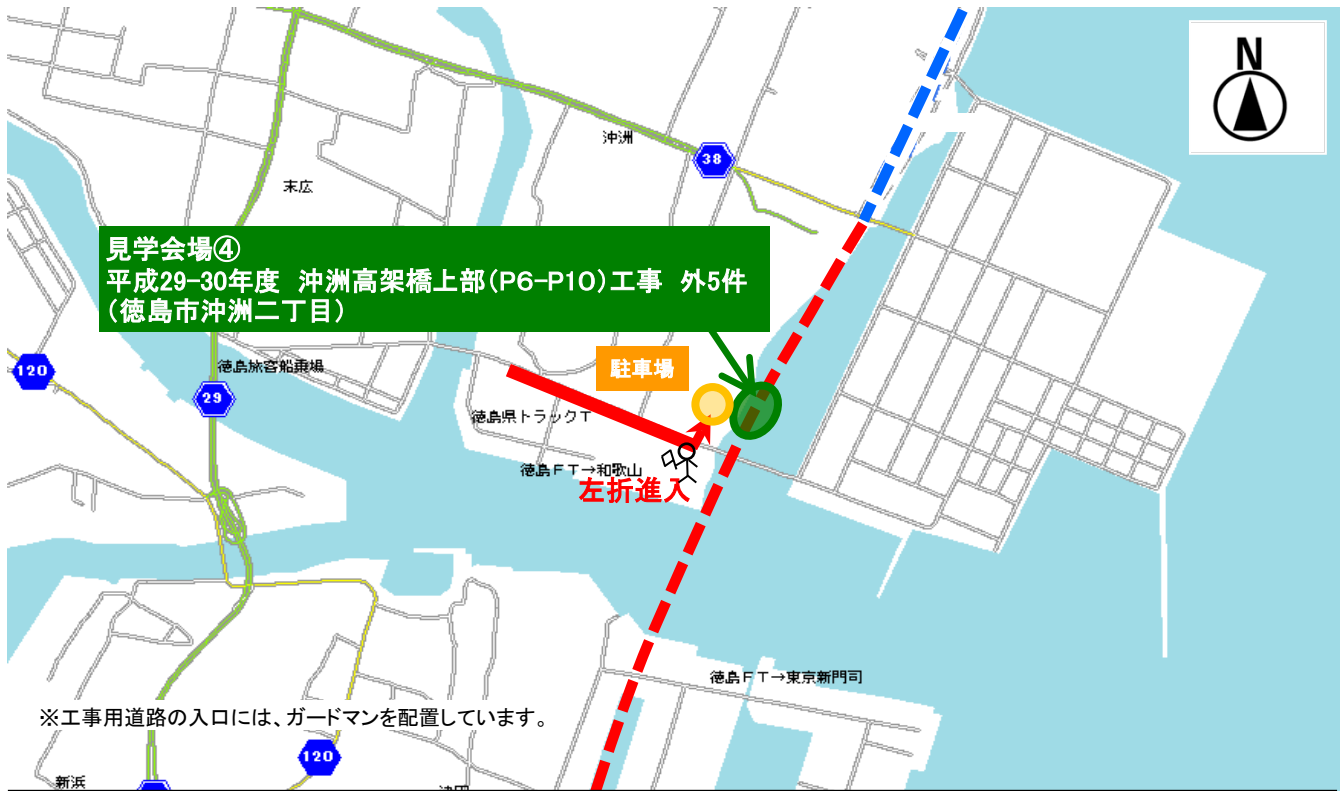 N
沖洲
38
末広
見学会場④
平成29-30年度 沖洲高架橋上部(P6-P10)工事 外5件
(徳島市沖洲二丁目)
駐車場
120
徳島旅客船乗場
29
徳島県トラックT
徳島FT→和歌山
左折進入
徳島FT→東京新門司
※工事用道路の入口には、ガードマンを配置しています。
120
新浜